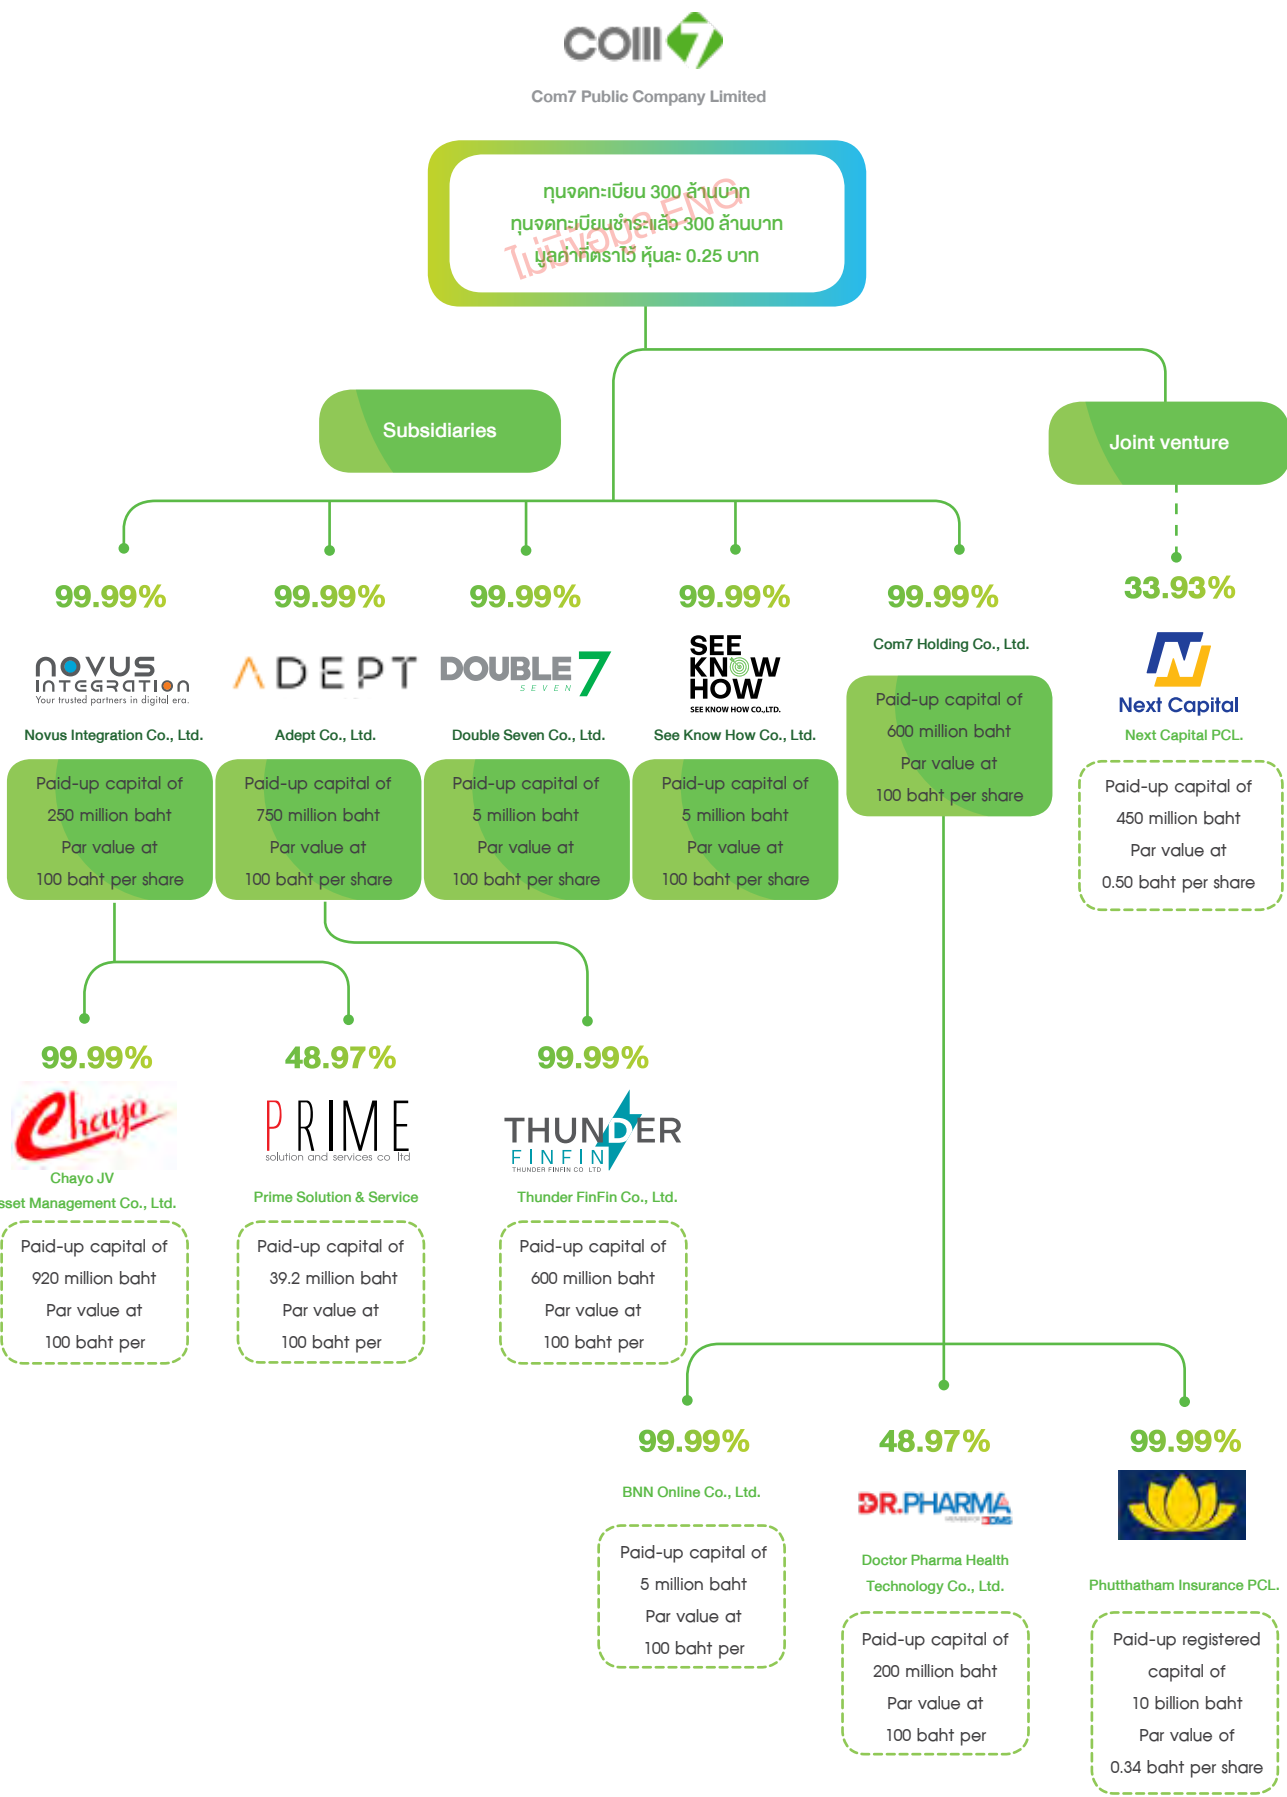 com7
Com7 Public Company Limited
ทุนจดทะเบียน 300 ล้านบาท
ทุนจดทะเบียนชำระแล้ว 300 ล้านบาท
มูลค่าที่ตราไว้ หุ้นละ 0.25 บาท
ไม่มีข้อมูล ENG
Subsidiaries
Joint venture
99.99%
99.99%
99.99%
99.99%
99.99%
33.93%
NOVUS
INTEGRATION
Your trusted partners in digital era.
Novus Integration Co., Ltd.
Paid-up capital of
250 million baht
Par value at
100 baht per share
ADEPT
Adept Co., Ltd.
Paid-up capital of
750 million baht
Par value at
100 baht per share
DOUBLE 7
SEVEN
Double Seven Co., Ltd.
Paid-up capital of
5 million baht
Par value at
100 baht per share
SEE
KNOW
HOW
SEE KNOW HOW CO.,LTD.
See Know How Co., Ltd.
Paid-up capital of
5 million baht
Par value at
100 baht per share
Com7 Holding Co., Ltd.
Paid-up capital of
600 million baht
Par value at
100 baht per share
Next Capital
Next Capital PCL.
Paid-up capital of
450 million baht
Par value at
0.50 baht per share
99.99%
Chayo
Chayo JV
sset Management Co., Ltd.
Paid-up capital of
920 million baht
Par value at
100 baht per
48.97%
PRIME
solution and services co ltd
Prime Solution & Service
Paid-up capital of
39.2 million baht
Par value at
100 baht per
99.99%
THUNDER
FINFIN
THUNDER FINFIN CO LTD
Thunder FinFin Co., Ltd.
Paid-up capital of
600 million baht
Par value at
100 baht per
99.99%
BNN Online Co., Ltd.
Paid-up capital of
5 million baht
Par value at
100 baht per
48.97%
DR.PHARMA
Doctor Pharma Health
Technology Co., Ltd.
Paid-up capital of
200 million baht
Par value at
100 baht per
99.99%
Phutthatham Insurance PCL.
Paid-up registered
capital of
10 billion baht
Par value of
0.34 baht per share